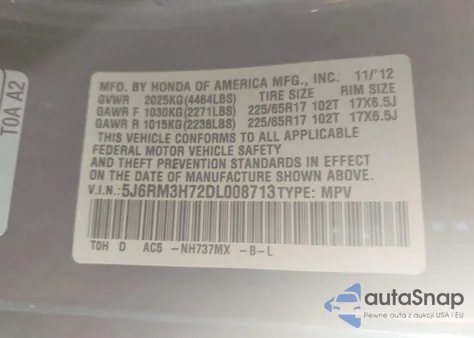 TOA A2
MFD. BY HONDA OF AMERICA MFG., INC. 11/'12
GVWR 2025KG(4464LBS) TIRE SIZE RIM SIZE
GAWR F 1030KG(2271LBS) 225/65R17 102T 17X6.5J
GAWR R 1015KG(2238LBS) 225/65R17 102T 17X6.5J
THIS VEHICLE CONFORMS TO ALL APPLICABLE
FEDERAL MOTOR VEHICLE SAFETY
AND THEFT PREVENTION STANDARDS IN EFFECT
ON THE DATE OF MANUFACTURE SHOWN ABOVE.
V.I.N: 5J6RM3H72DL008713 TYPE: MPV
TOH D AC5 -NH737MX -B-L
autoSnap
Pewne auta z aukcji USA i EU